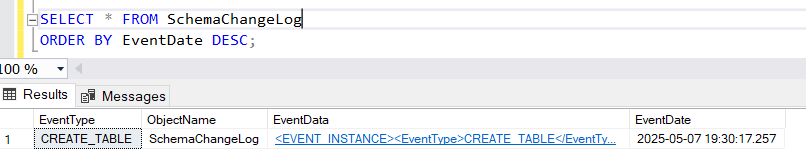 SELECT * FROM SchemaChangeLog
ORDER BY EventDate DESC;
100 %
Results Messages
EventType ObjectName EventData EventDate
1 CREATE_TABLE SchemaChangeLog <EVENT_INSTANCE><EventType>CREATE_TABLE</EventTy... 2025-05-07 19:30:17.257